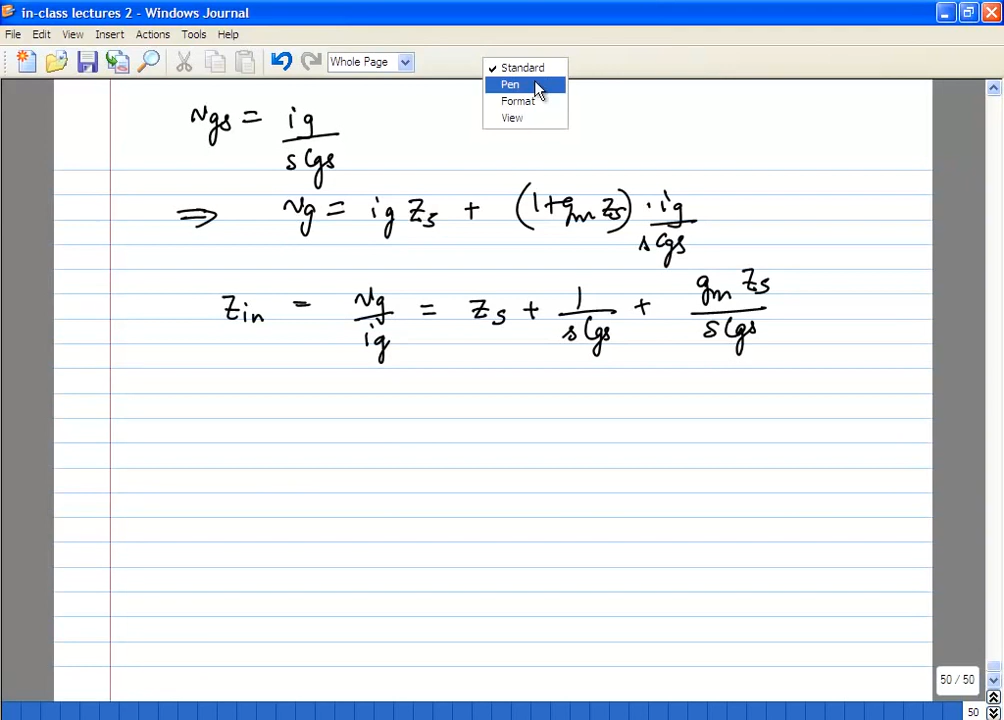 in-class lectures 2 - Windows Journal
File Edit View Insert Actions Tools Help
Whole Page
Standard
Pen
Format
View
vgs = ig / sCgs
⇒ vg = ig Zs + (1+gm Zs) · ig / sCgs
Zin = vg / ig = Zs + 1 / sCgs + gm Zs / sCgs
50 / 50
50